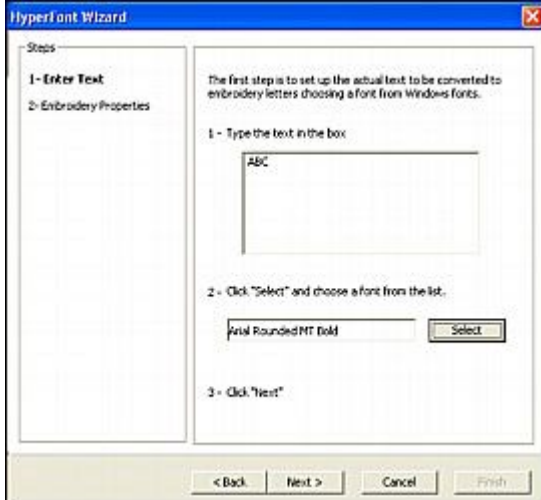 HyperFont Wizard
Steps
1- Enter Text
2- Embroidery Properties
The first step is to set up the actual text to be converted to
embroidery letters choosing a font from Windows fonts.
1 - Type the text in the box
ABC
2 - Click "Select" and choose a font from the list.
Arial Rounded MT Bold
Select
3 - Click "Next"
< Back
Next >
Cancel
Finish